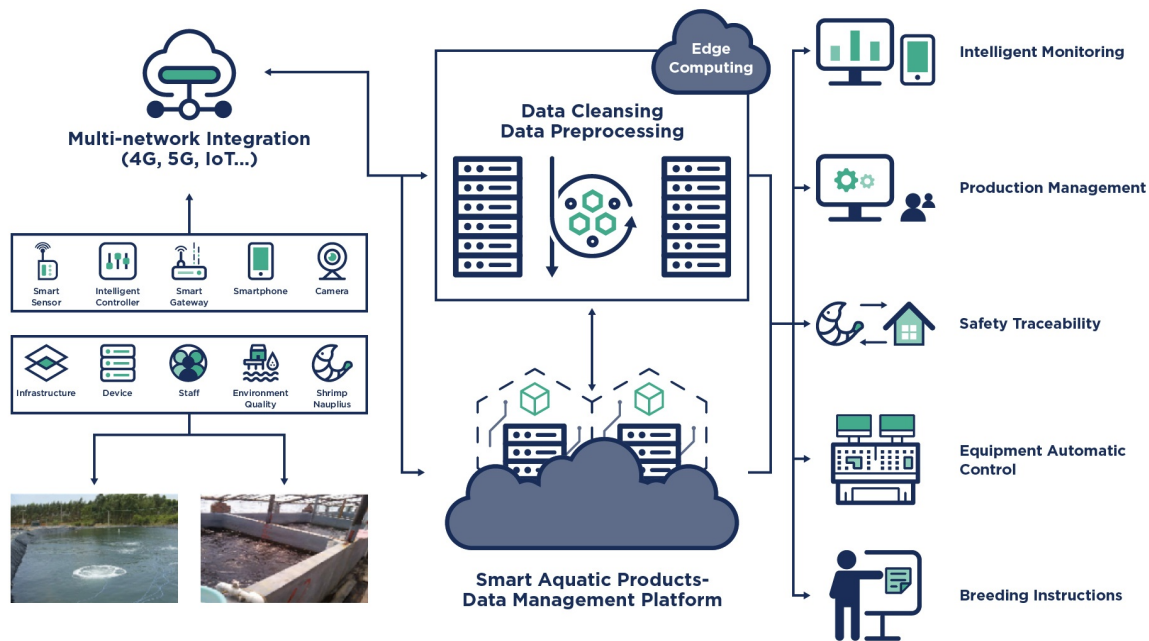 Multi-network Integration
(4G, 5G, IoT...)
Smart
Sensor
Intelligent
Controller
Smart
Gateway
Smartphone
Camera
Infrastructure
Device
Staff
Environment
Quality
Shrimp
Nauplius
Edge
Computing
Data Cleansing
Data Preprocessing
Smart Aquatic Products-
Data Management Platform
Intelligent Monitoring
Production Management
Safety Traceability
Equipment Automatic
Control
Breeding Instructions